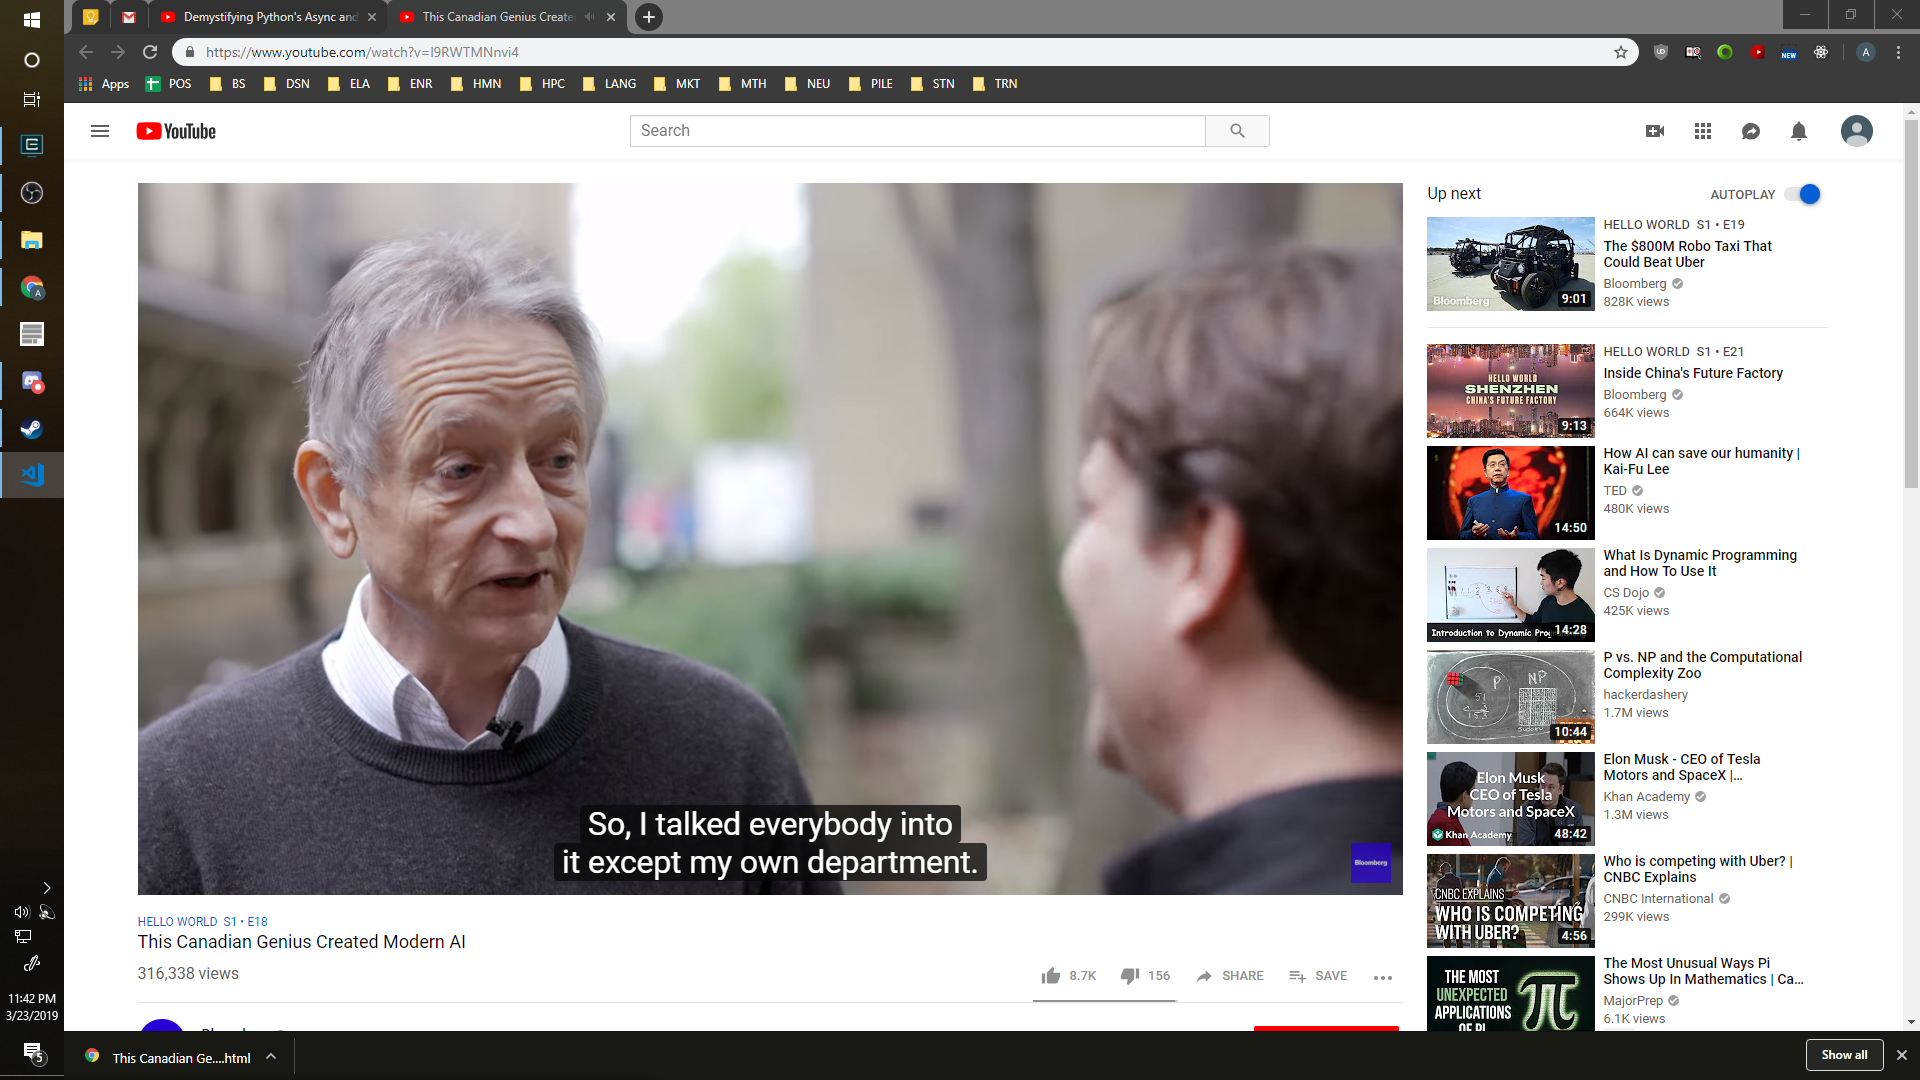 Demystifying Python's Async and
This Canadian Genius Create
https://www.youtube.com/watch?v=I9RWTMNnvi4
A
Apps
POS
BS
DSN
ELA
ENR
HMN
HPC
LANG
MKT
MTH
NEU
PILE
STN
TRN
NEW
YouTube
Search
So, I talked everybody into
it except my own department.
Bloomberg
HELLO WORLD S1 • E18
This Canadian Genius Created Modern AI
316,338 views
8.7K
156
SHARE
SAVE
Up next
AUTOPLAY
Bloomberg
9:01
HELLO WORLD S1 • E19
The $800M Robo Taxi That
Could Beat Uber
Bloomberg
828K views
HELLO WORLD
SHENZHEN
CHINA'S FUTURE FACTORY
9:13
HELLO WORLD S1 • E21
Inside China's Future Factory
Bloomberg
664K views
14:50
How AI can save our humanity |
Kai-Fu Lee
TED
480K views
Introduction to Dynamic
14:28
What Is Dynamic Programming
and How To Use It
CS Dojo
425K views
P
NP
10:44
P vs. NP and the Computational
Complexity Zoo
hackerdashery
1.7M views
Elon Musk
CEO of Tesla
Motors and SpaceX
Khan Academy
48:42
Elon Musk - CEO of Tesla
Motors and SpaceX |...
Khan Academy
1.3M views
CNBC EXPLAINS
WHO IS COMPETING
WITH UBER?
4:56
Who is competing with Uber? |
CNBC Explains
CNBC International
299K views
THE MOST
UNEXPECTED
APPLICATIONS
OF PI
π
The Most Unusual Ways Pi
Shows Up In Mathematics | Ca...
MajorPrep
6.1K views
11:42 PM
3/23/2019
5
This Canadian Ge....html
Show all